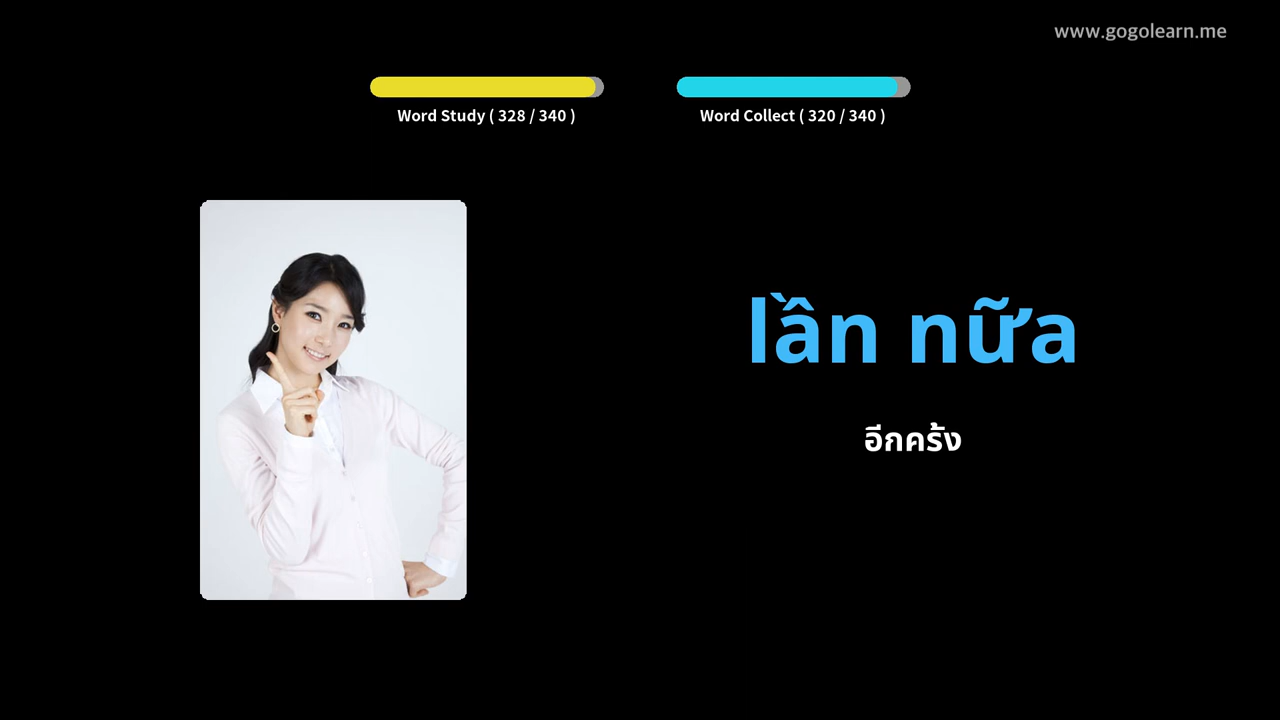 www.gogolearn.me
Word Study ( 328 / 340 )
Word Collect ( 320 / 340 )
lần nữa
อีกครั้ง